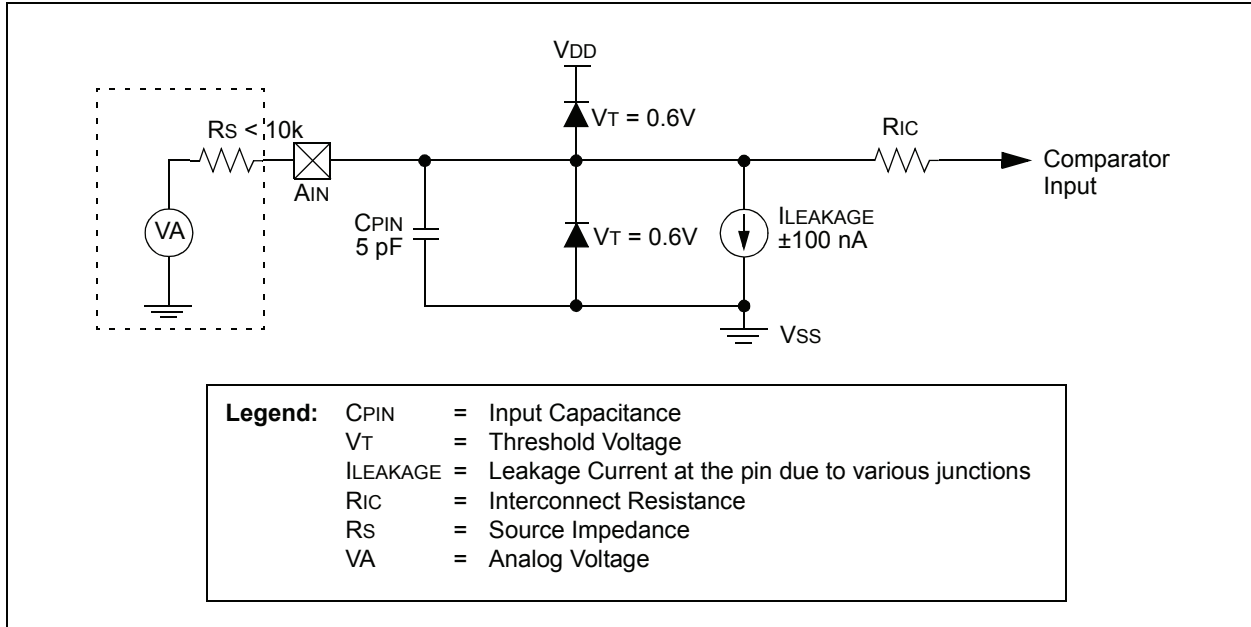 VDD
VT = 0.6V
RS < 10k
RIC
AIN
Comparator
Input
VA
CPIN
5 pF
VT = 0.6V
ILEAKAGE
±100 nA
VSS
Legend: CPIN = Input Capacitance
VT = Threshold Voltage
ILEAKAGE = Leakage Current at the pin due to various junctions
RIC = Interconnect Resistance
RS = Source Impedance
VA = Analog Voltage